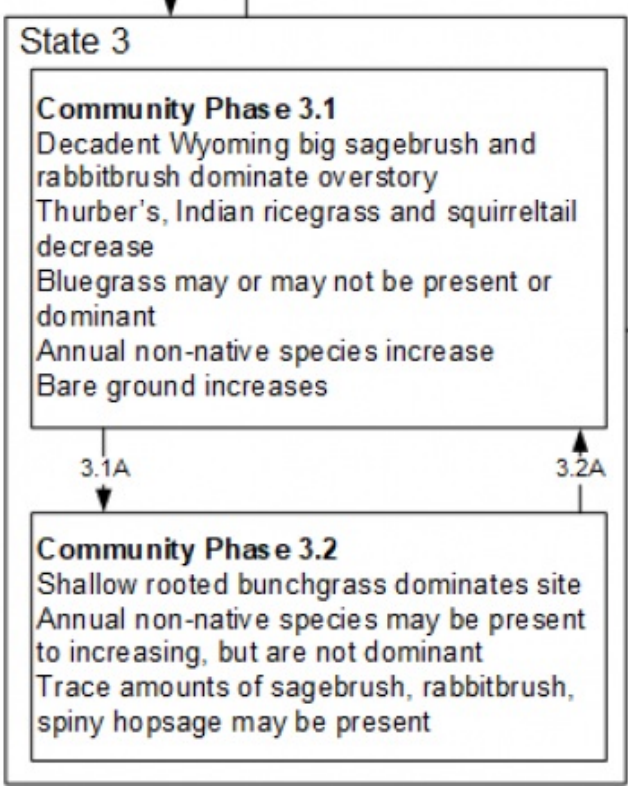 State 3
Community Phase 3.1
Decadent Wyoming big sagebrush and
rabbitbrush dominate overstory
Thurber's, Indian ricegrass and squirreltail
decrease
Bluegrass may or may not be present or
dominant
Annual non-native species increase
Bare ground increases
3.1A
3.2A
Community Phase 3.2
Shallow rooted bunchgrass dominates site
Annual non-native species may be present
to increasing, but are not dominant
Trace amounts of sagebrush, rabbitbrush,
spiny hopsage may be present